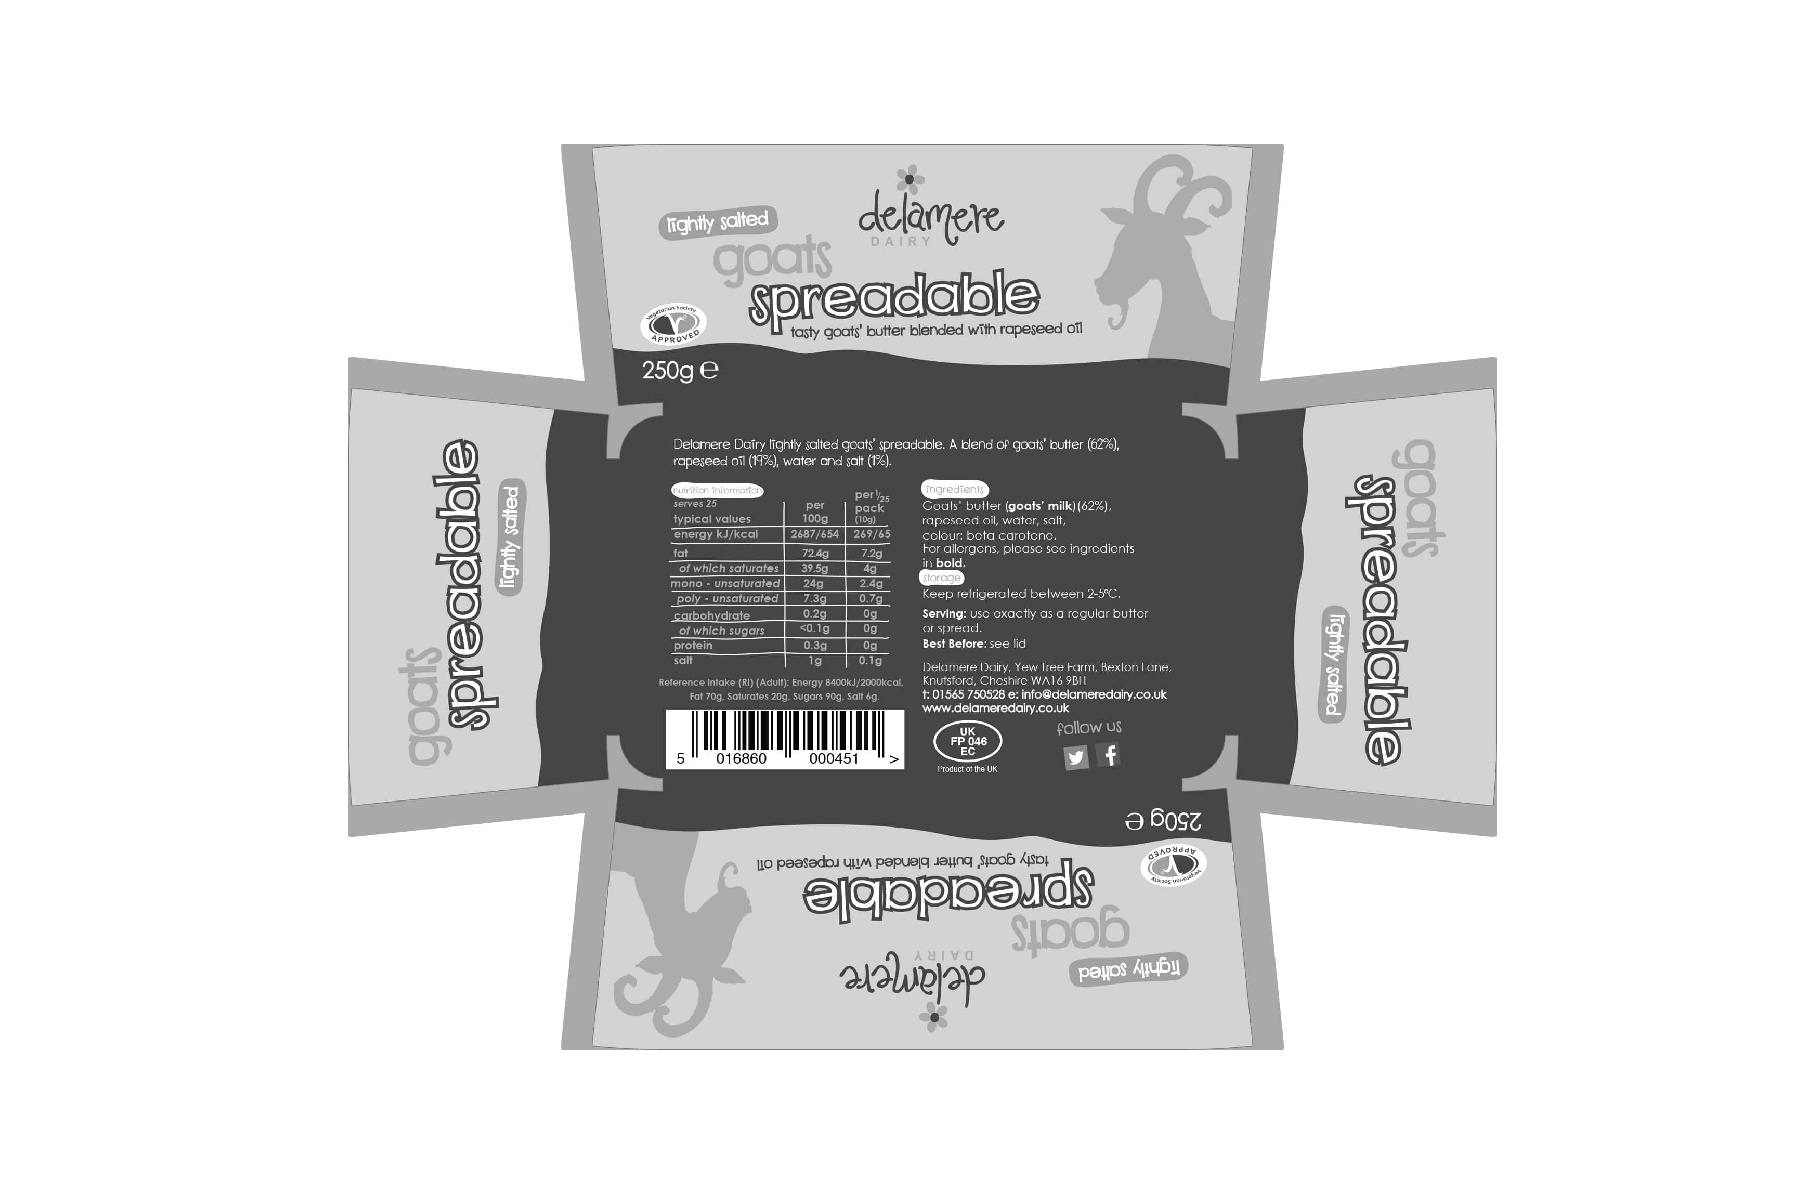 delamere
DAIRY
lightly salted
goats
spreadable
tasty goats' butter blended with rapeseed oil
Vegetarian Society
APPROVED
250g e
spreadable
lightly salted
goats
goats
spreadable
lightly salted
Delamere Dairy lightly salted goats' spreadable. A blend of goats' butter (62%),
rapeseed oil (19%), water and salt (1%).
nutrition information
serves 25
typical values per 100g per 1/25 pack (10g)
energy kJ/kcal 2687/654 269/65
fat 72.4g 7.2g
of which saturates 39.5g 4g
mono - unsaturated 24g 2.4g
poly - unsaturated 7.3g 0.7g
carbohydrate 0.2g 0g
of which sugars <0.1g 0g
protein 0.3g 0g
salt 1g 0.1g
Reference Intake (RI) (Adult): Energy 8400kJ/2000kcal,
Fat 70g, Saturates 20g, Sugars 90g, Salt 6g.
5 016860 000451 >
ingredients
Goats' butter (goats' milk)(62%),
rapeseed oil, water, salt,
colour: beta carotene.
For allergens, please see ingredients
in bold.
storage
Keep refrigerated between 2-5°C.
Serving: use exactly as a regular butter
or spread.
Best Before: see lid
Delamere Dairy, Yew Tree Farm, Bexton Lane,
Knutsford, Cheshire WA16 9BH
t: 01565 750528 e: info@delameredairy.co.uk
www.delameredairy.co.uk
UK
FP 046
EC
Product of the UK
follow us
250g e
Vegetarian Society
APPROVED
tasty goats' butter blended with rapeseed oil
spreadable
goats
lightly salted
delamere
DAIRY